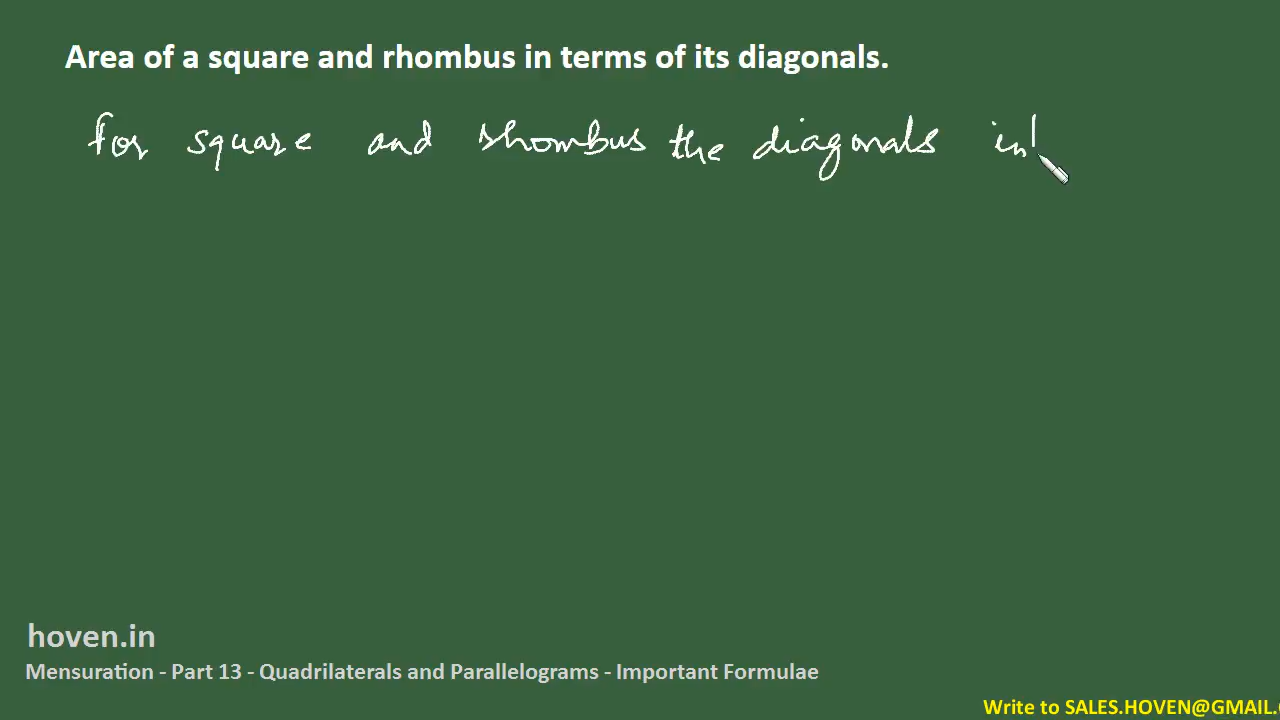 Area of a square and rhombus in terms of its diagonals.
for square and rhombus the diagonals
hoven.in
Mensuration - Part 13 - Quadrilaterals and Parallelograms - Important Formulae
Write to SALES.HOVEN@GMAIL.